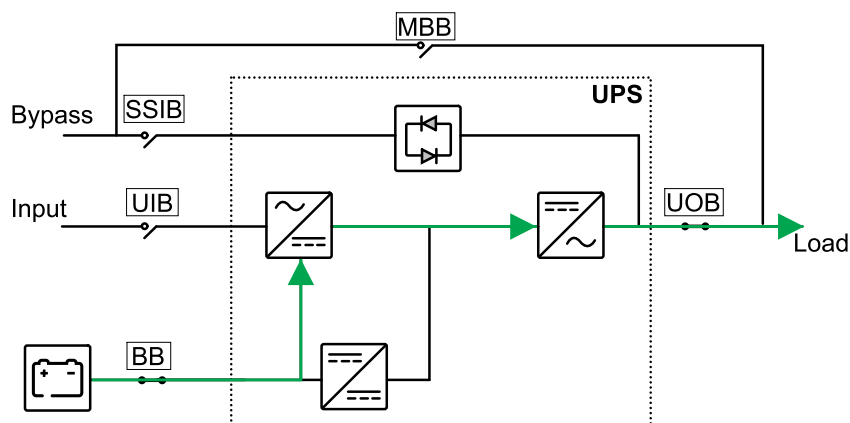 MBB
UPS
Bypass
SSIB
Input
UIB
UOB
Load
BB
+ -